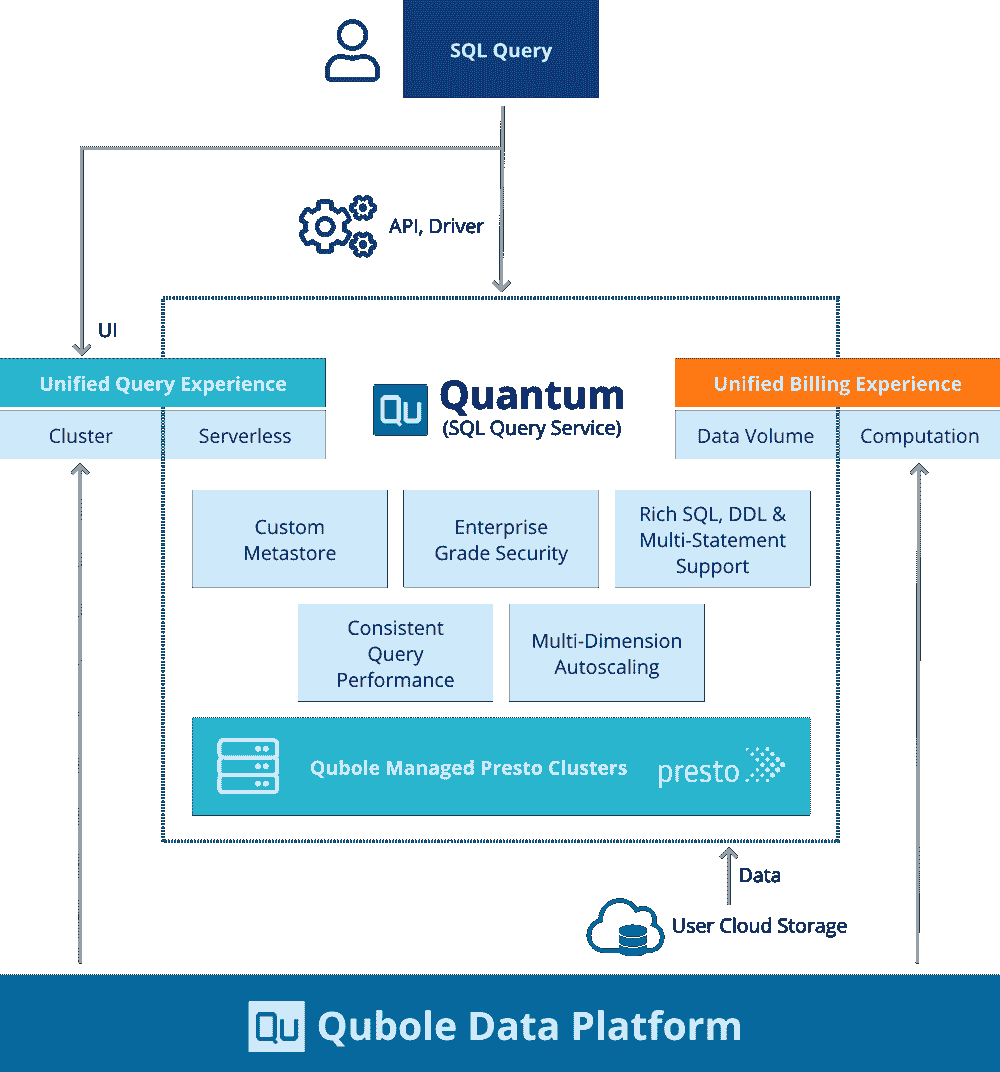 SQL Query
API, Driver
UI
Unified Query Experience
Cluster
Serverless
Qu
Quantum
(SQL Query Service)
Unified Billing Experience
Data Volume
Computation
Custom
Metastore
Enterprise
Grade Security
Rich SQL, DDL &
Multi-Statement
Support
Consistent
Query
Performance
Multi-Dimension
Autoscaling
Qubole Managed Presto Clusters
presto
Data
User Cloud Storage
Qu
Qubole Data Platform